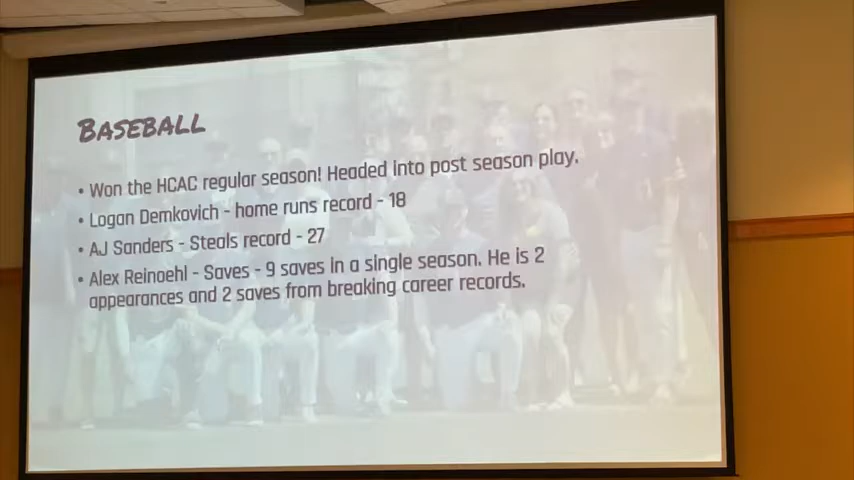 BASEBALL
• Won the HCAC regular season! Headed into post season play.
• Logan Demkovich - home runs record - 18
• AJ Sanders - Steals record - 27
• Alex Reinoehl - Saves - 9 saves in a single season. He is 2
appearances and 2 saves from breaking career records.